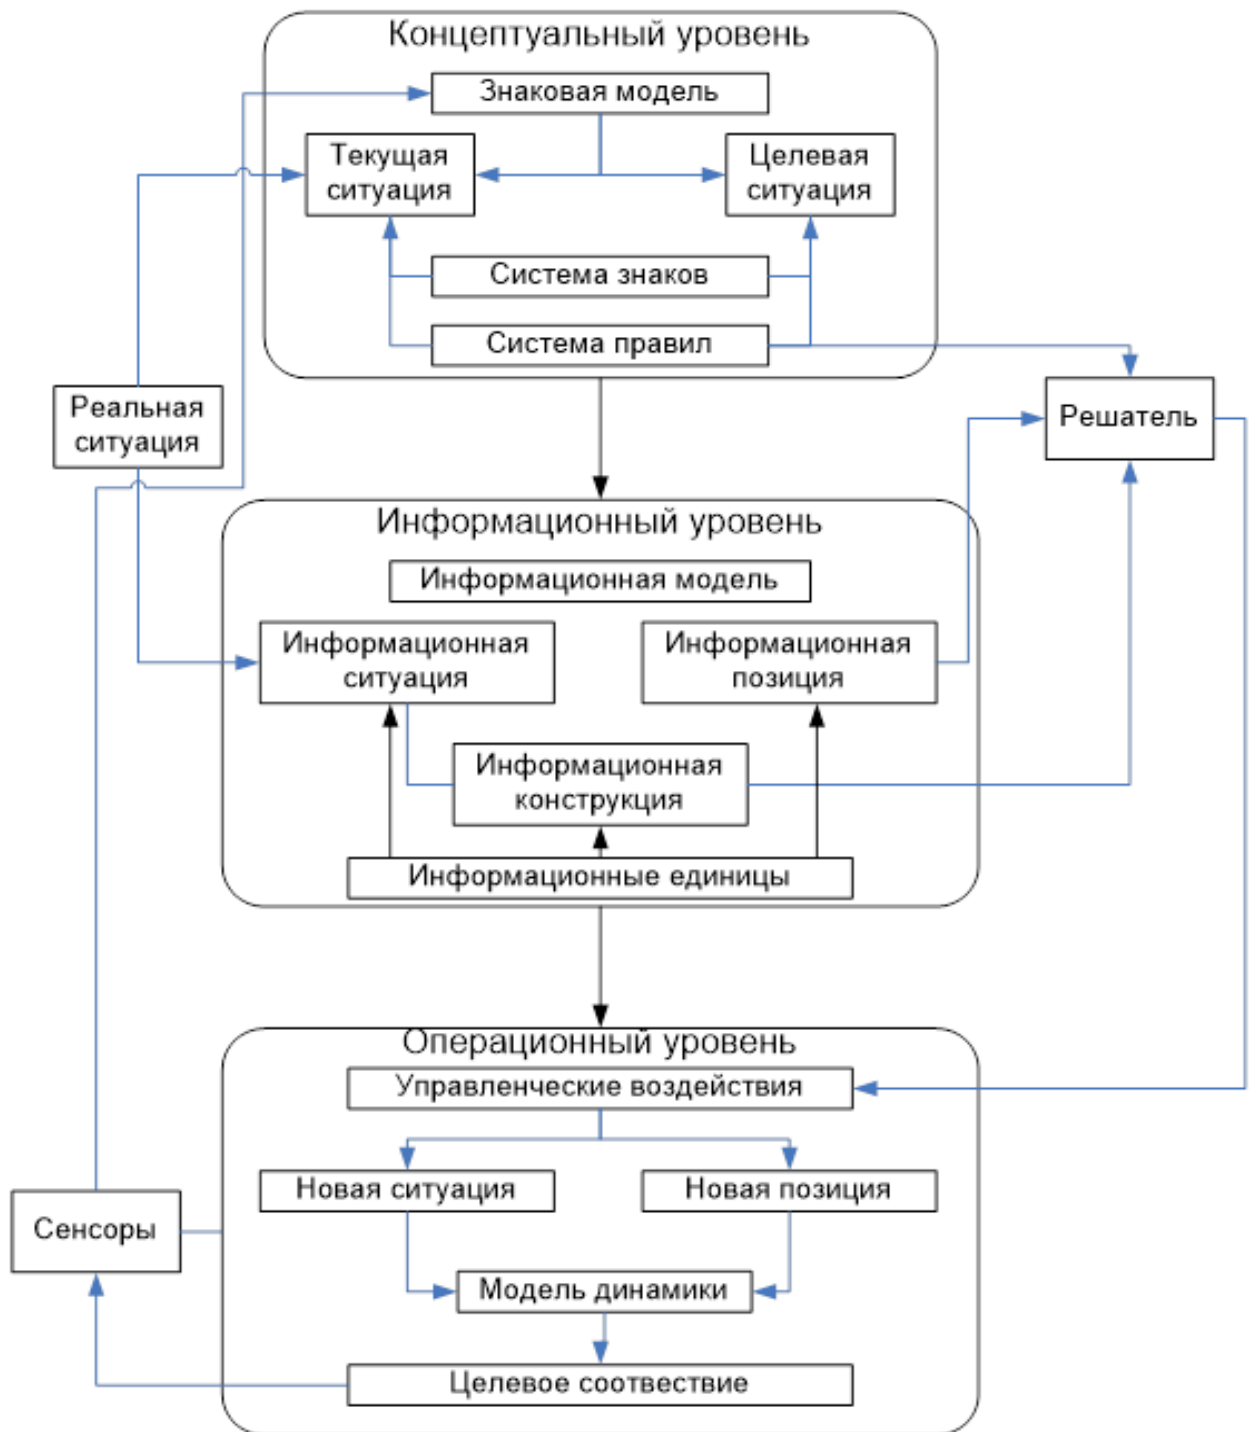 Концептуальный уровень
Знаковая модель
Текущая
ситуация
Целевая
ситуация
Система знаков
Система правил
Реальная
ситуация
Решатель
Информационный уровень
Информационная модель
Информационная
ситуация
Информационная
позиция
Информационная
конструкция
Информационные единицы
Операционный уровень
Управленческие воздействия
Новая ситуация
Новая позиция
Сенсоры
Модель динамики
Целевое соотвествие